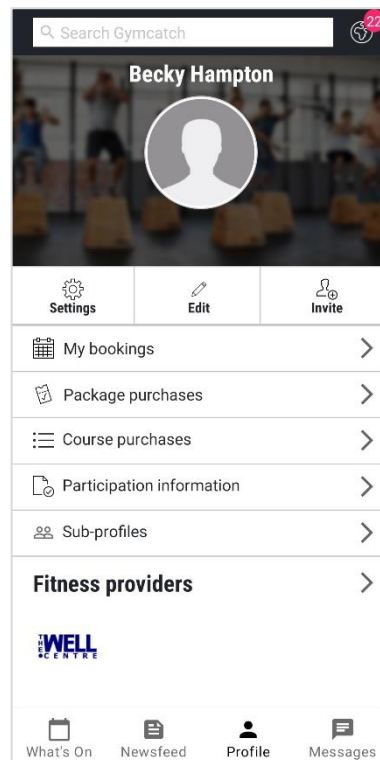 Search Gymcatch
22
Becky Hampton
Settings
Edit
Invite
My bookings
Package purchases
Course purchases
Participation information
Sub-profiles
Fitness providers
THE WELL
CENTRE
What's On
Newsfeed
Profile
Messages